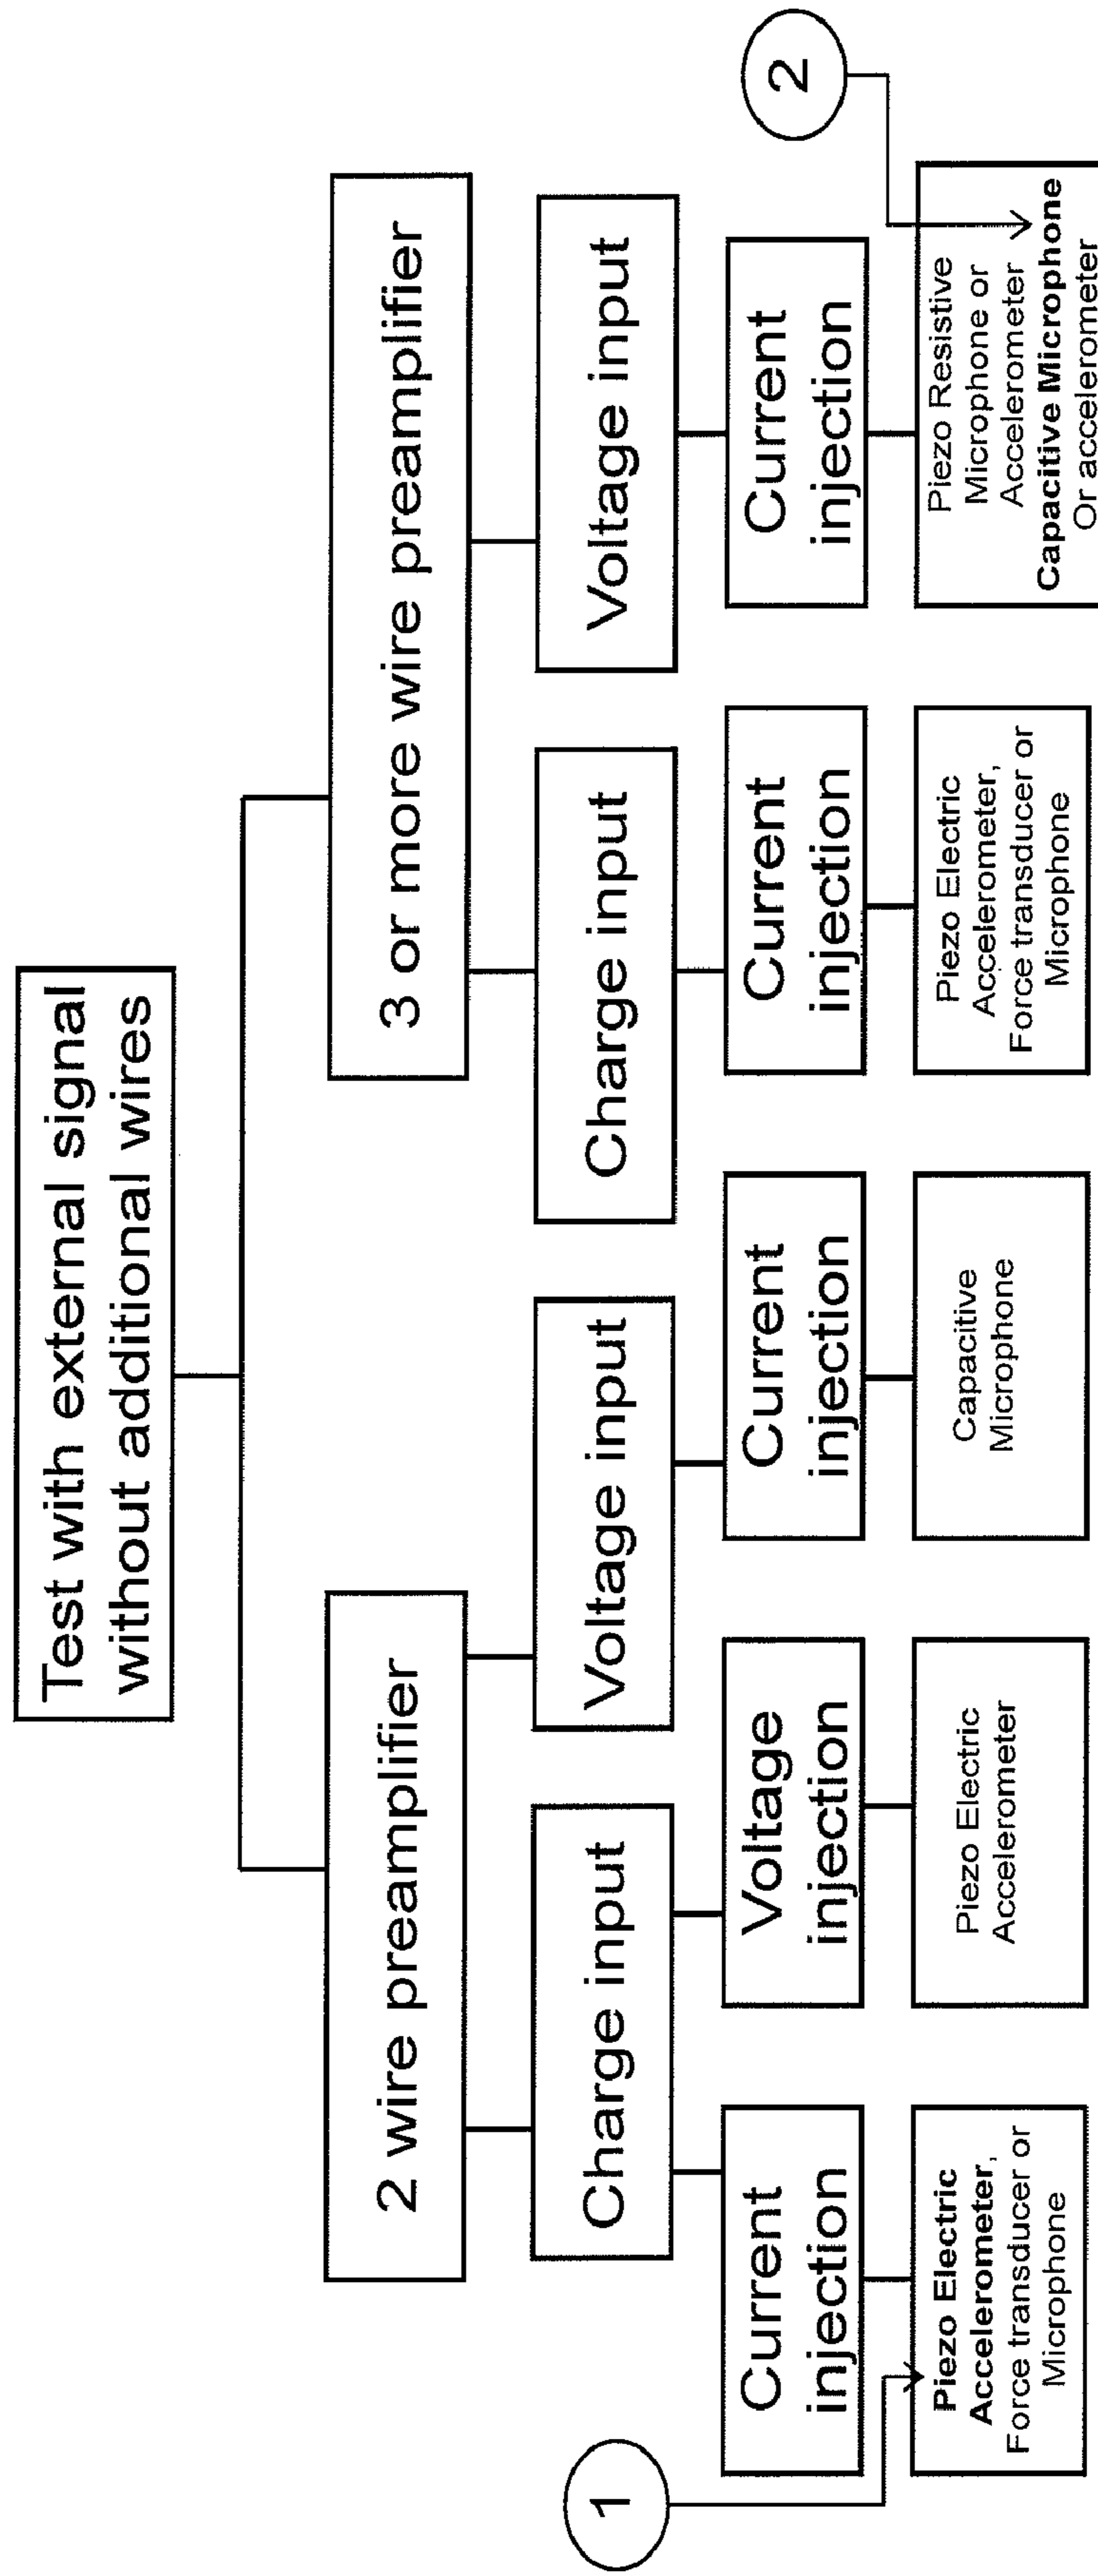 Test with external signal
without additional wires
2 wire preamplifier
3 or more wire preamplifier
Charge input
Voltage input
Charge input
Voltage input
1
Current
injection
Voltage
injection
Current
injection
Current
injection
Current
injection
2
Piezo Electric
Accelerometer,
Force transducer or
Microphone
Piezo Electric
Accelerometer
Capacitive
Microphone
Piezo Electric
Accelerometer,
Force transducer or
Microphone
Piezo Resistive
Microphone or
Accelerometer
Capacitive Microphone
Or accelerometer